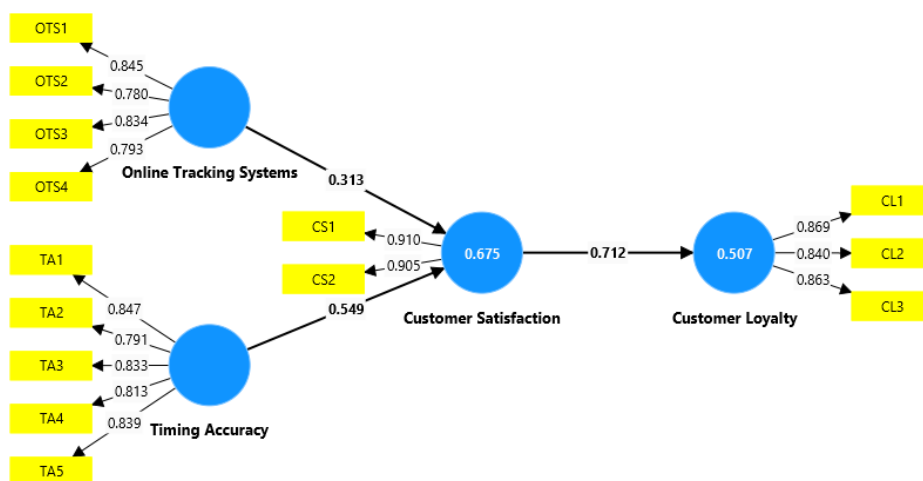 OTS1
0.845
OTS2
0.780
0.834
OTS3
0.793
OTS4
Online Tracking Systems
0.313
CS1
0.910
CS2
0.905
0.675
Customer Satisfaction
0.712
0.507
Customer Loyalty
CL1
0.869
0.840
CL2
0.863
CL3
TA1
0.847
TA2
0.791
TA3
0.833
0.813
TA4
0.839
TA5
Timing Accuracy
0.549